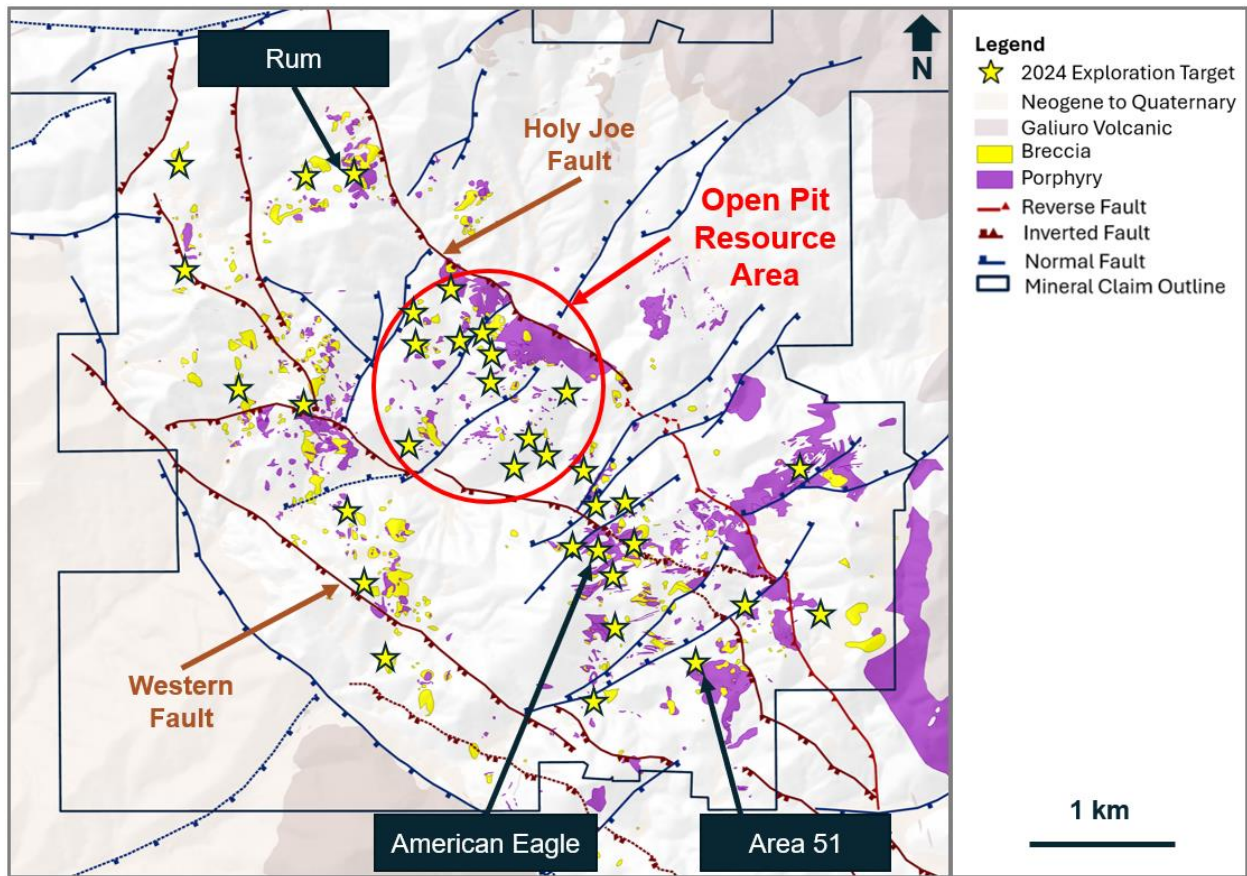 Rum
Holy Joe
Fault
Open Pit
Resource
Area
N
Western
Fault
American Eagle
Area 51
Legend
2024 Exploration Target
Neogene to Quaternary
Galiuro Volcanic
Breccia
Porphyry
Reverse Fault
Inverted Fault
Normal Fault
Mineral Claim Outline
1 km